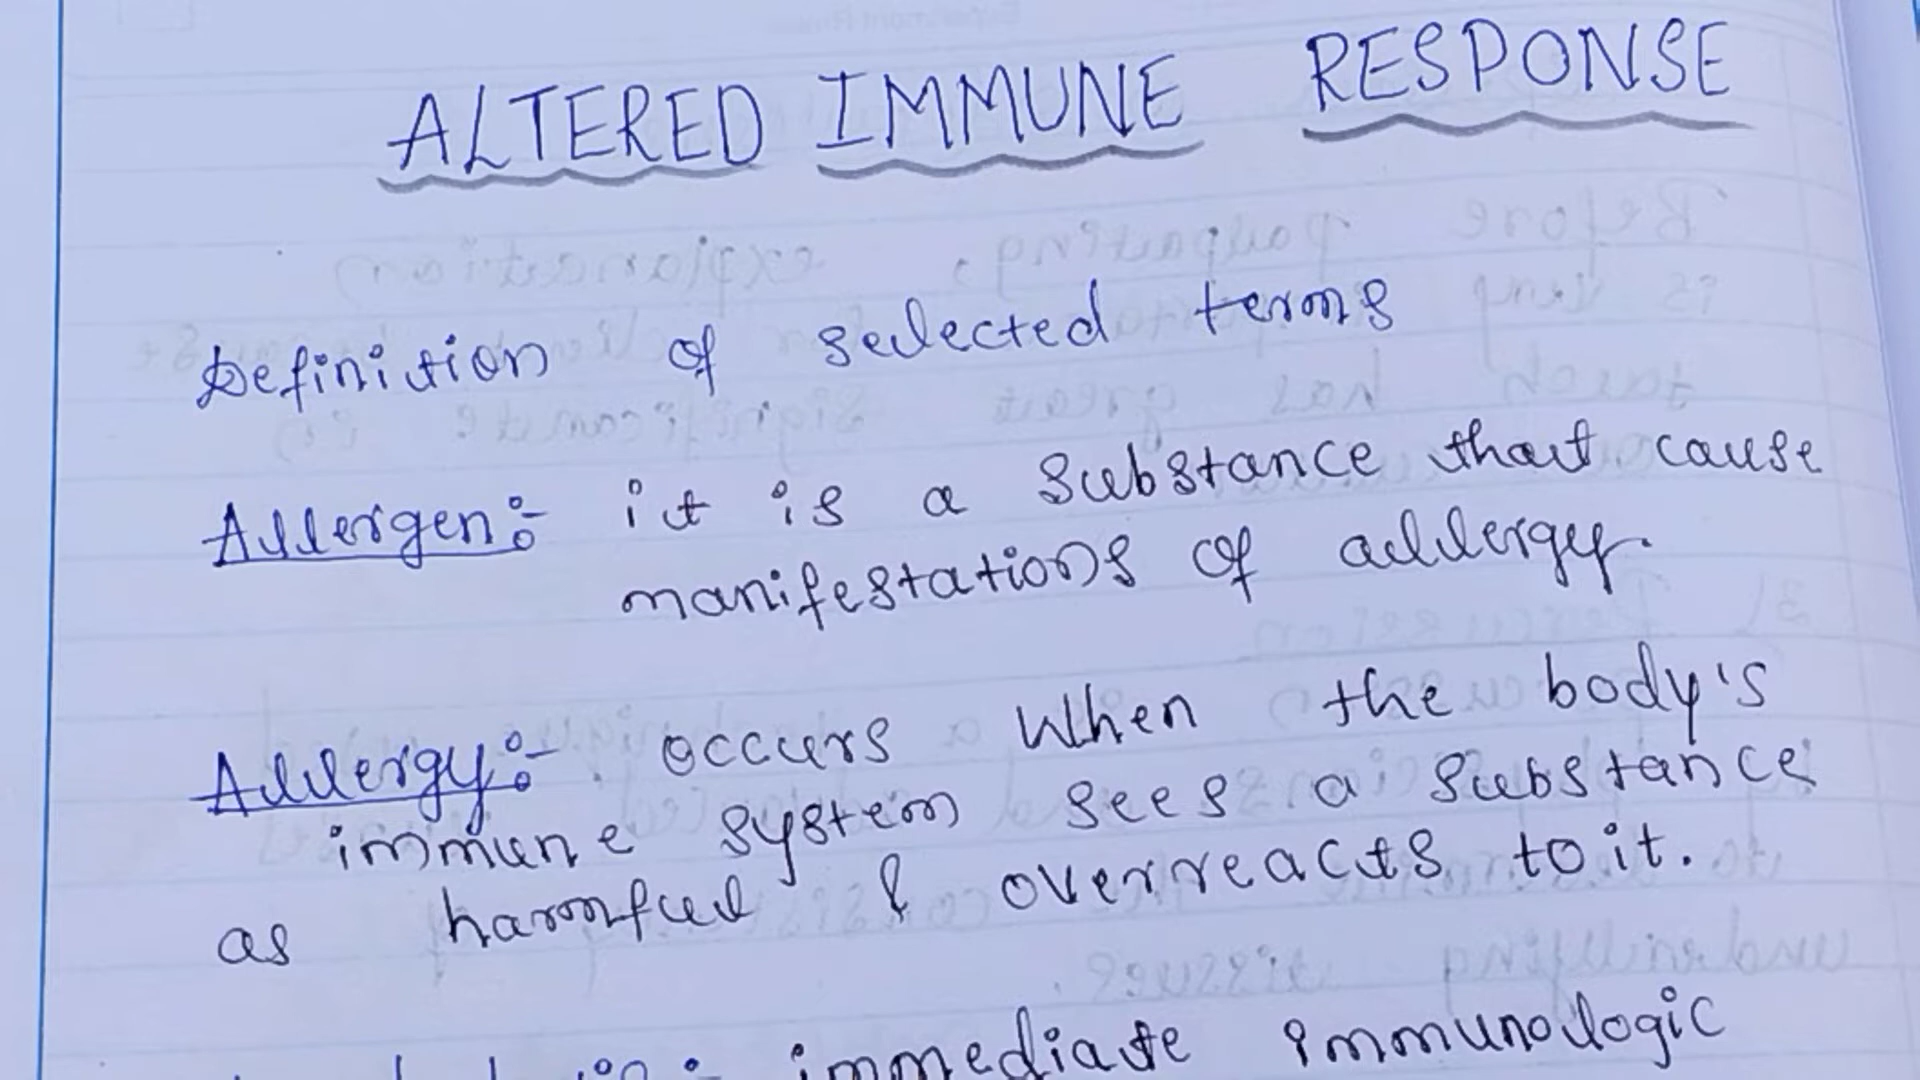 ALTERED IMMUNE RESPONSE
Definition of selected terms
Allergen:- it is a substance that cause
manifestations of allergy.
Allergy:- occurs when the body's
immune system sees a substance
as harmful & overreacts to it.
immediate immunologic